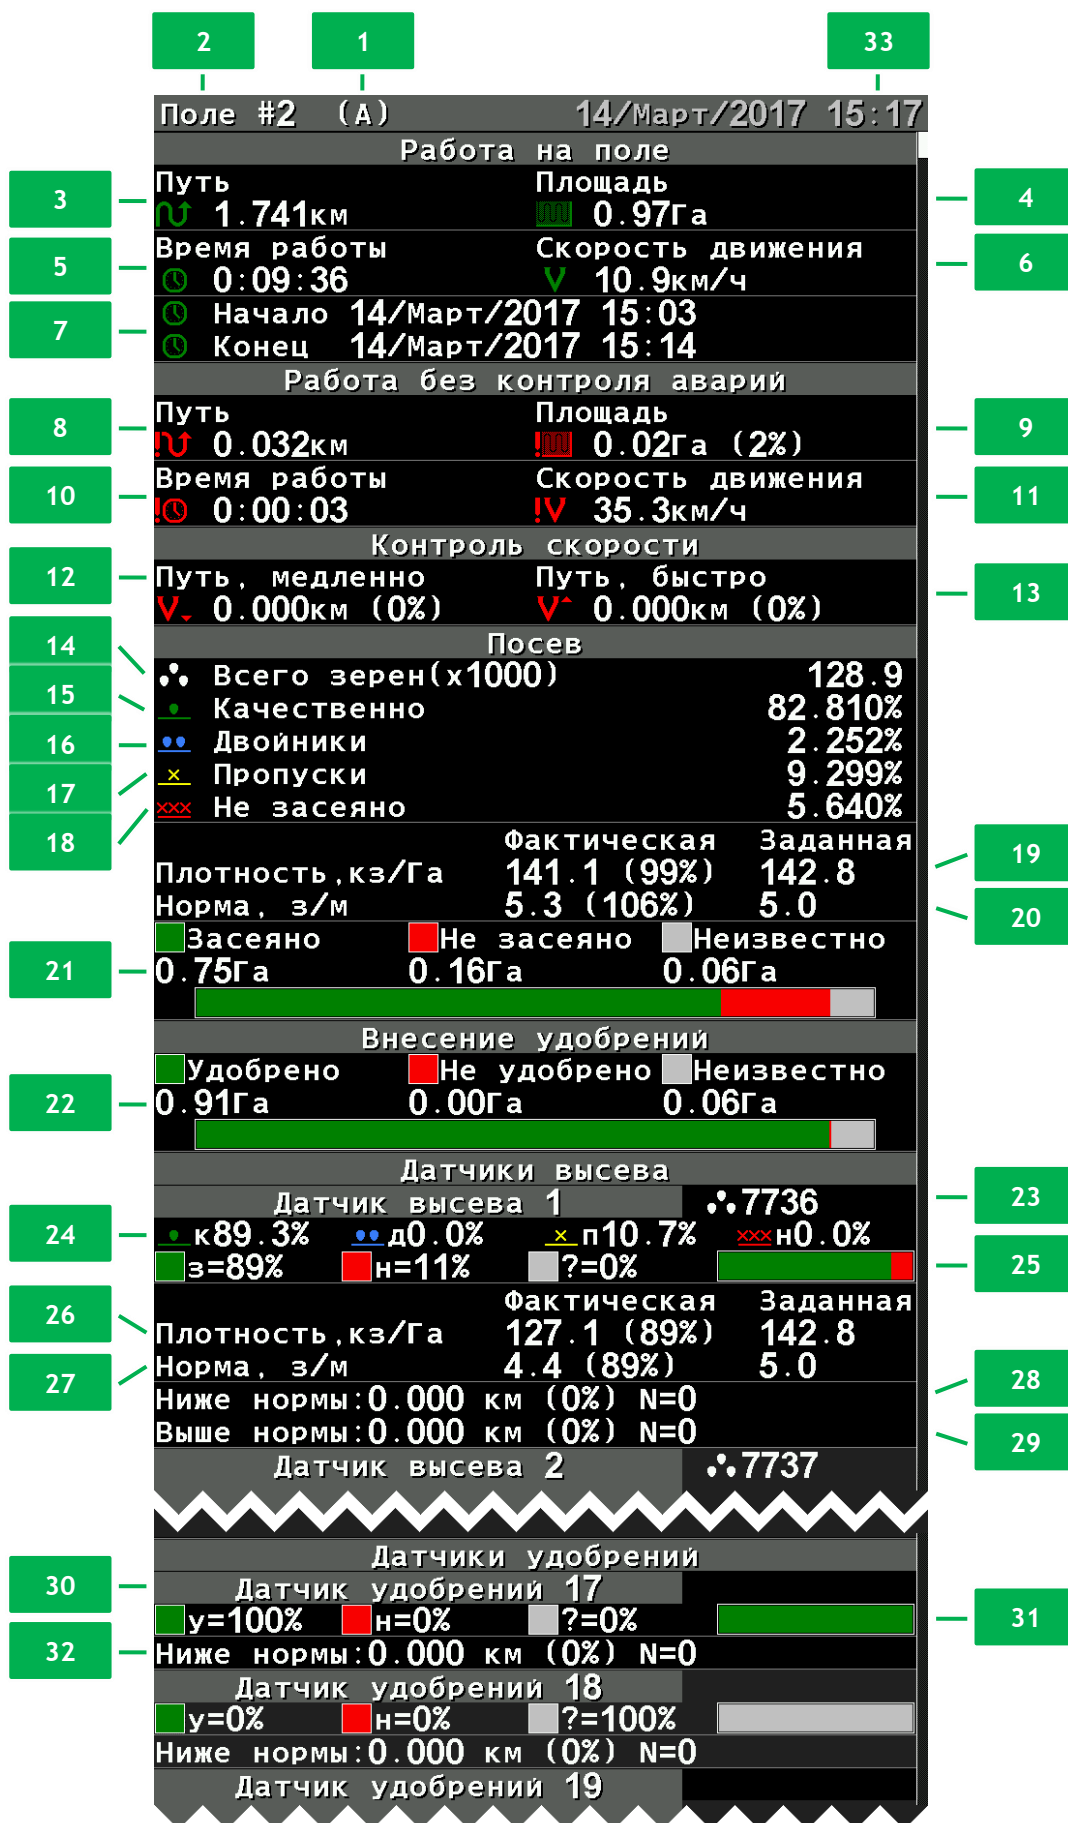 2 1 33
Поле #2 (А) 14/Март/2017 15:17
Работа на поле
3 Путь Площадь 4
1.741км 0.97Га
5 Время работы Скорость движения 6
0:09:36 10.9км/ч
7 Начало 14/Март/2017 15:03
Конец 14/Март/2017 15:14
Работа без контроля аварий
8 Путь Площадь 9
! 0.032км ! 0.02Га (2%)
10 Время работы Скорость движения 11
! 0:00:03 !V 35.3км/ч
Контроль скорости
12 Путь, медленно Путь, быстро 13
0.000км (0%) 0.000км (0%)
Посев
14 Всего зерен(х1000) 128.9
15 Качественно 82.810%
16 Двойники 2.252%
17 Пропуски 9.299%
18 Не засеяно 5.640%
Фактическая Заданная
Плотность,кз/Га 141.1 (99%) 142.8 19
Норма, з/м 5.3 (106%) 5.0 20
Засеяно Не засеяно Неизвестно
21 0.75Га 0.16Га 0.06Га
Внесение удобрений
Удобрено Не удобрено Неизвестно
22 0.91Га 0.00Га 0.06Га
Датчики высева
Датчик высева 1 7736 23
24 к89.3% д0.0% п10.7% н0.0%
з=89% н=11% ?=0% 25
Фактическая Заданная
26 Плотность,кз/Га 127.1 (89%) 142.8
27 Норма, з/м 4.4 (89%) 5.0
Ниже нормы:0.000 км (0%) N=0 28
Выше нормы:0.000 км (0%) N=0 29
Датчик высева 2 7737
Датчики удобрений
30 Датчик удобрений 17
у=100% н=0% ?=0% 31
32 Ниже нормы:0.000 км (0%) N=0
Датчик удобрений 18
у=0% н=0% ?=100%
Ниже нормы:0.000 км (0%) N=0
Датчик удобрений 19